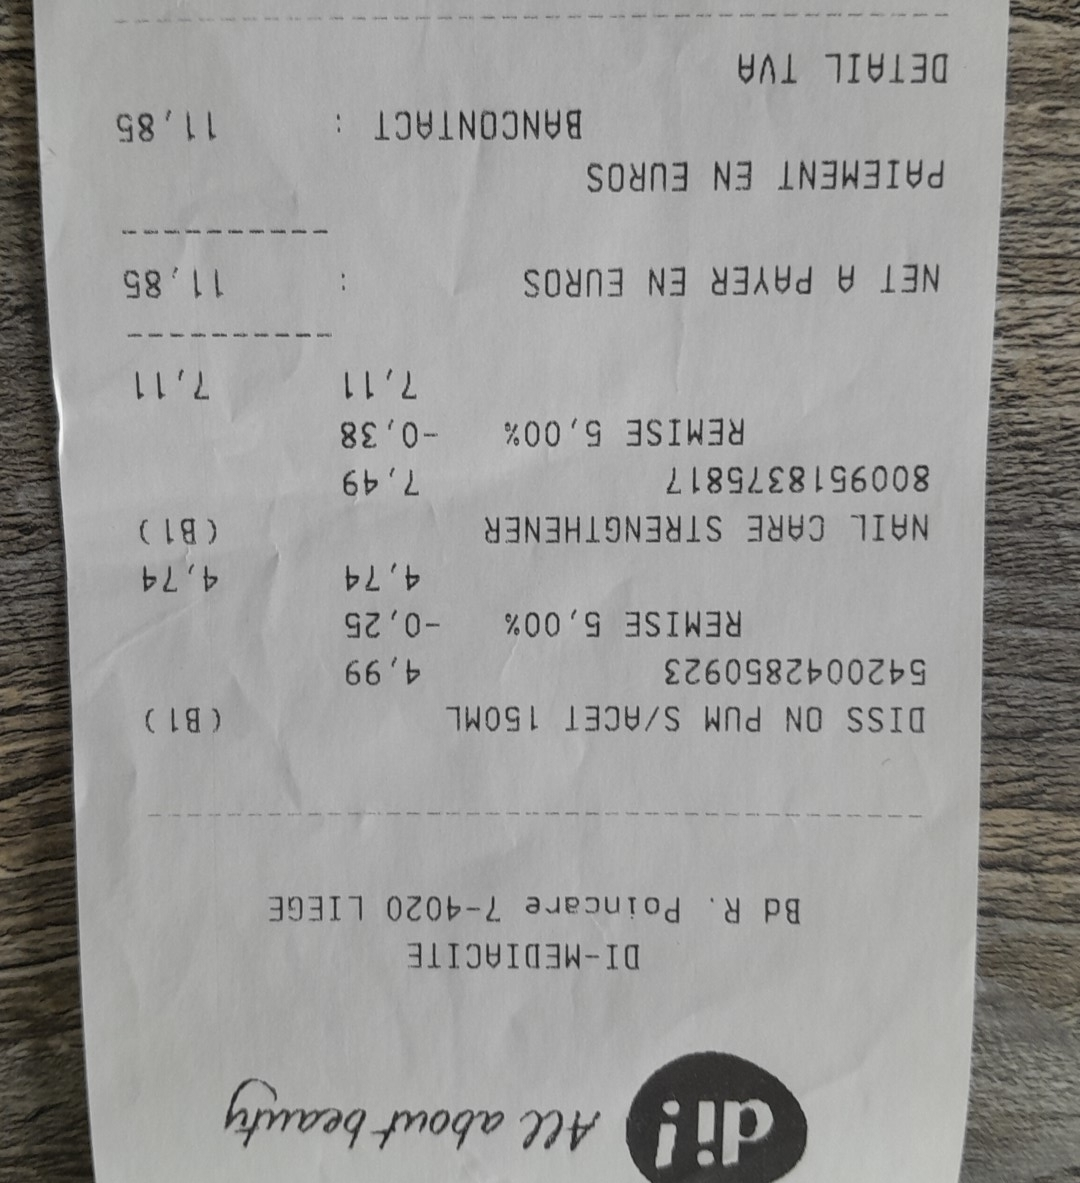 di! All about beauty
DI-MEDIACITE
Bd R. Poincare 7-4020 LIEGE
DISS ON PUM S/ACET 150ML (B1)
5420042850923 4,99
REMISE 5,00% -0,25
4,74 4,74
NAIL CARE STRENGTHENER (B1)
8009518375817 7,49
REMISE 5,00% -0,38
7,11 7,11
NET A PAYER EN EUROS : 11,85
PAIEMENT EN EUROS
BANCONTACT : 11,85
DETAIL TVA